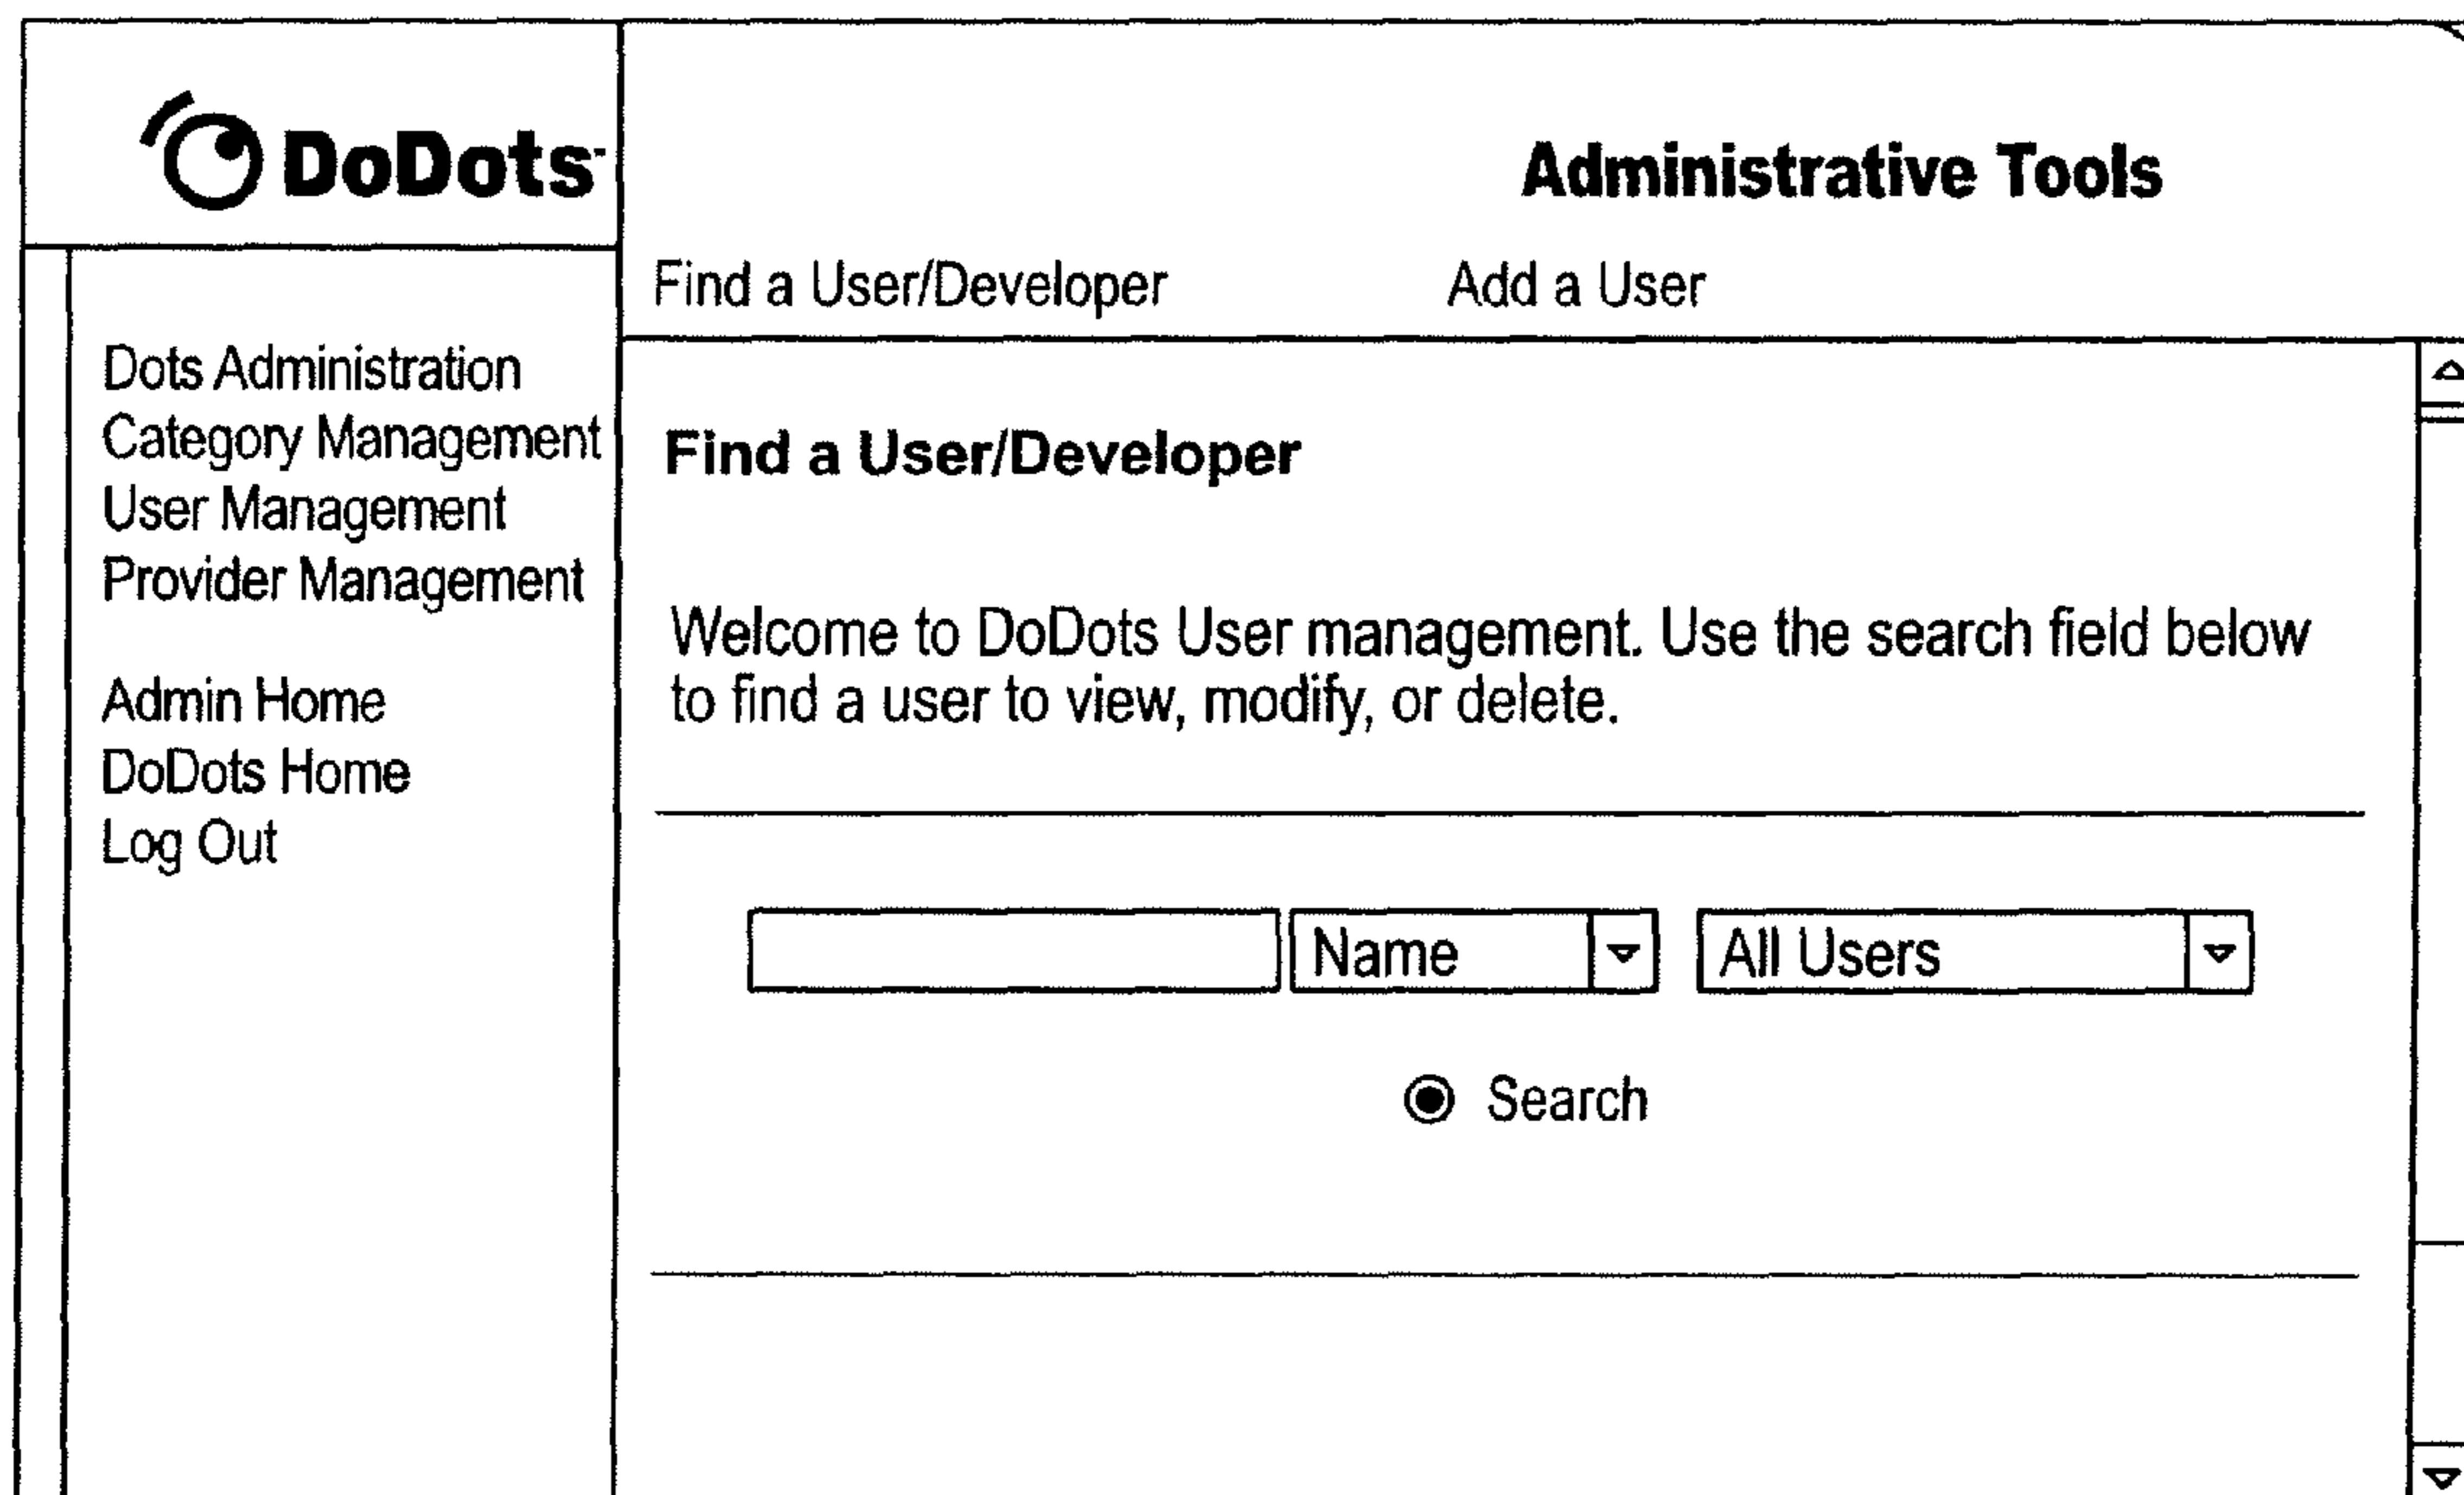 DoDots
Administrative Tools
Find a User/Developer
Add a User
Dots Administration
Category Management
User Management
Provider Management
Admin Home
DoDots Home
Log Out
Find a User/Developer
Welcome to DoDots User management. Use the search field below
to find a user to view, modify, or delete.
Name
All Users
Search